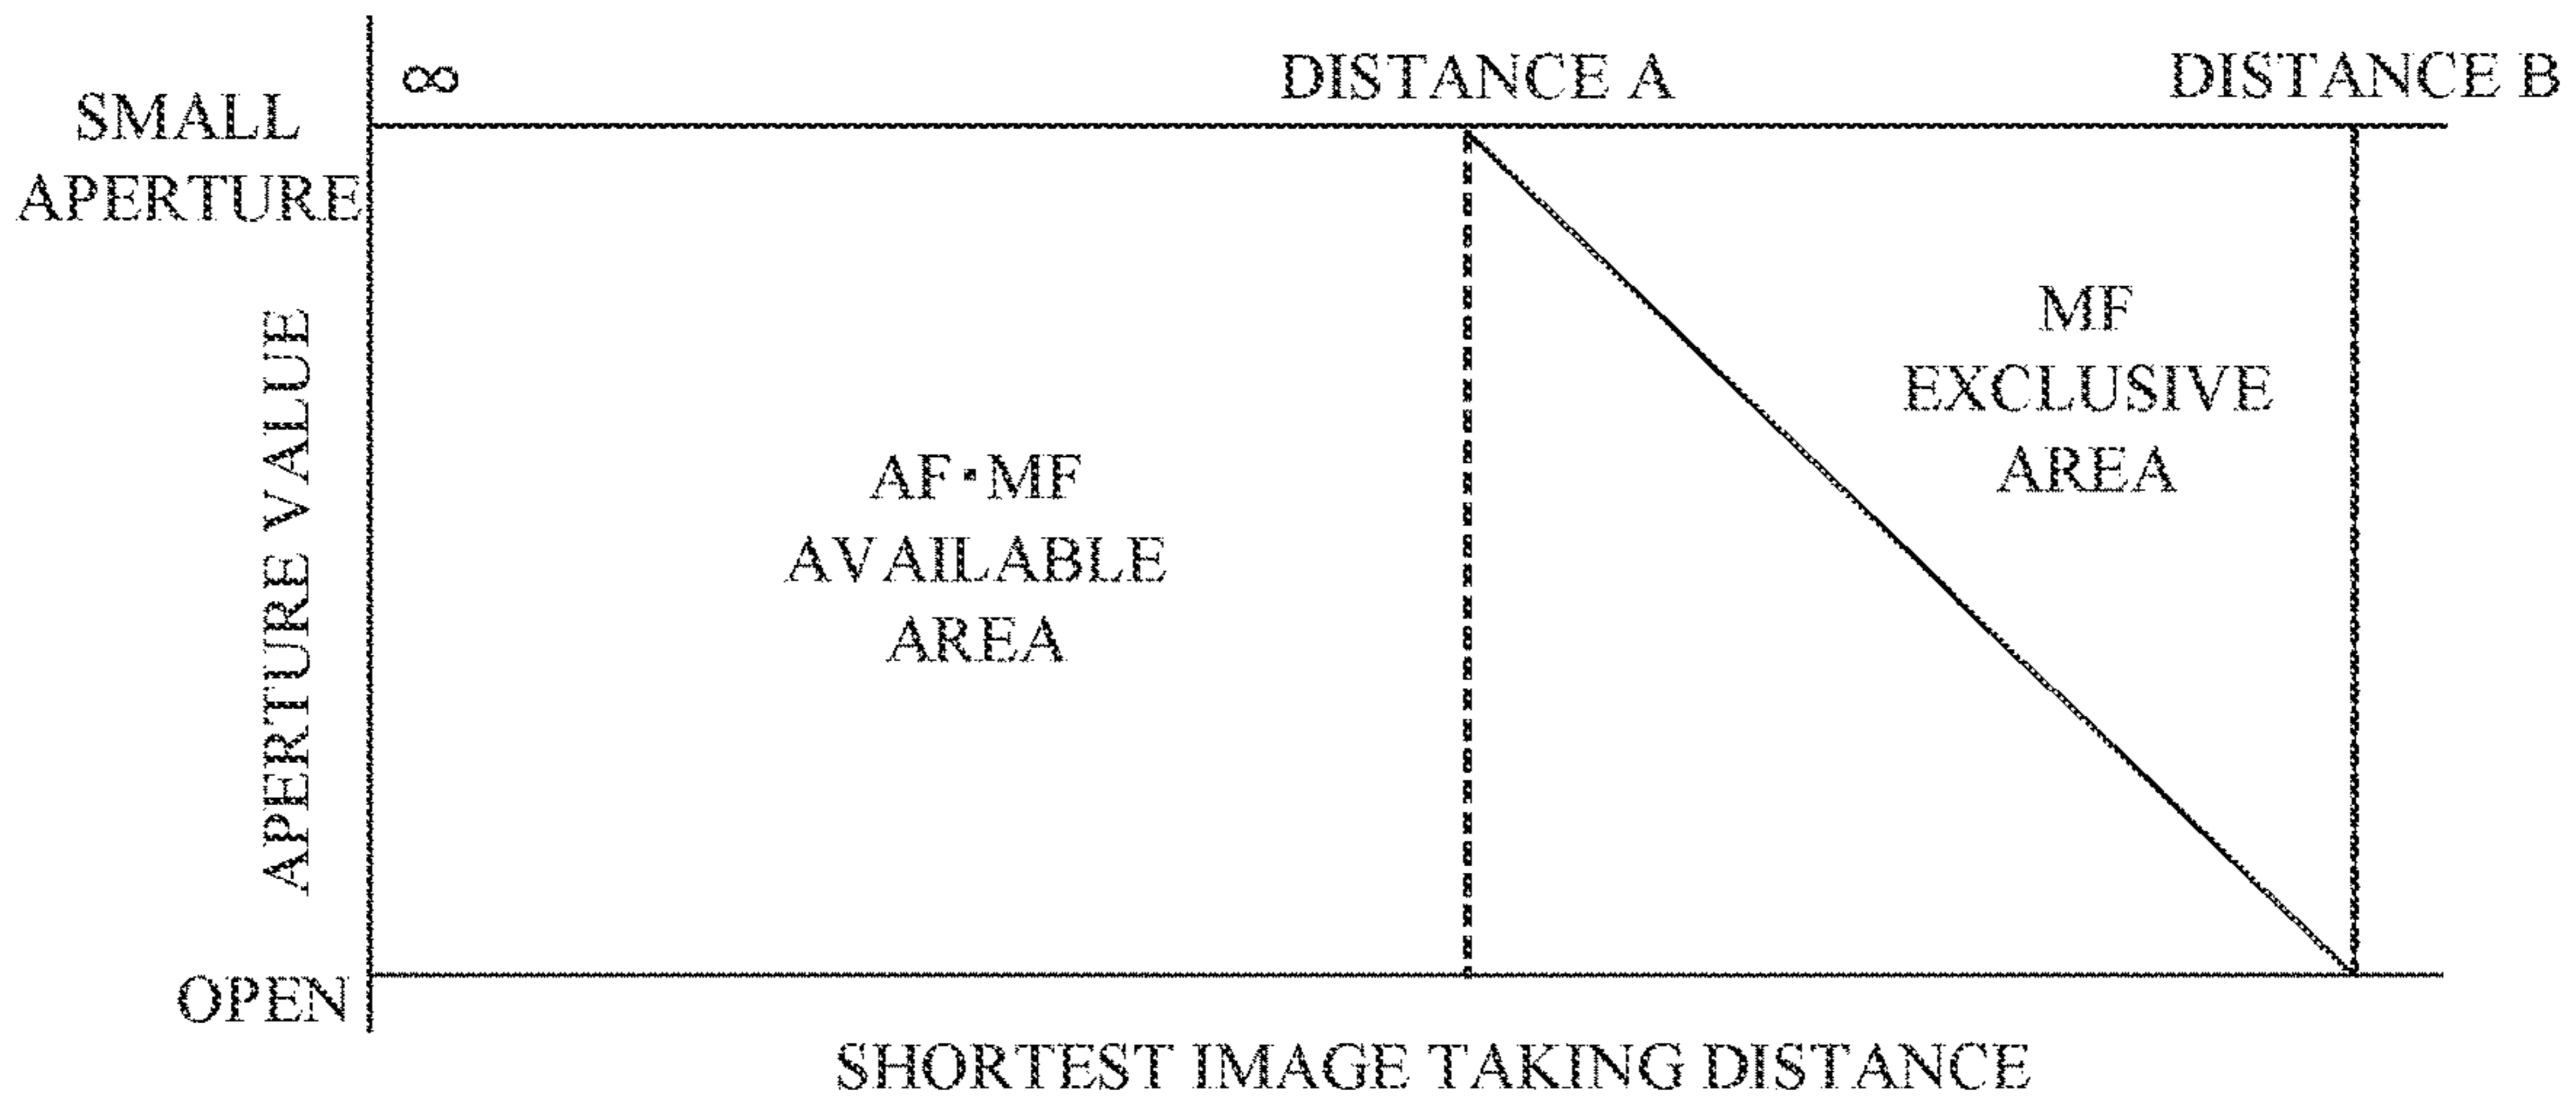 ∞
DISTANCE A
DISTANCE B
SMALL
APERTURE
APERTURE VALUE
AF·MF
AVAILABLE
AREA
MF
EXCLUSIVE
AREA
OPEN
SHORTEST IMAGE TAKING DISTANCE